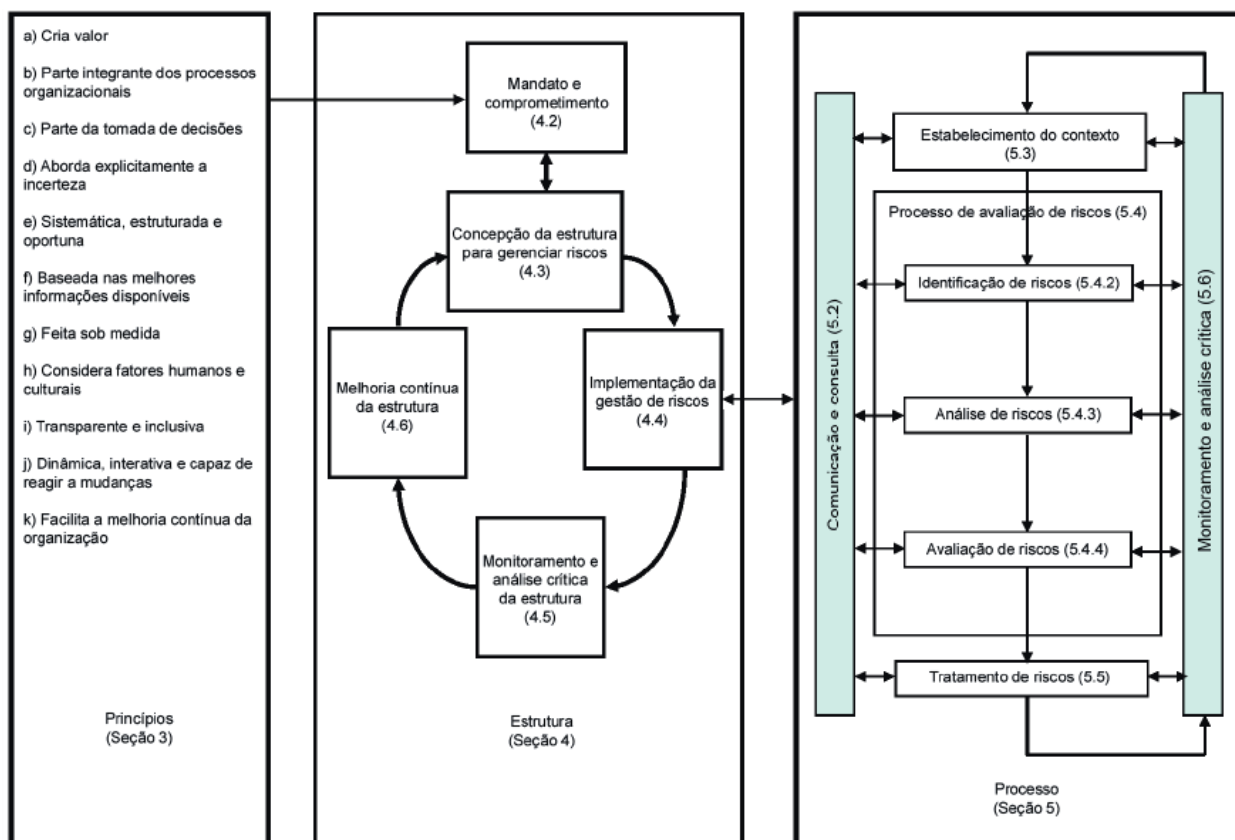 a) Cria valor
b) Parte integrante dos processos
organizacionais
c) Parte da tomada de decisões
d) Aborda explicitamente a
incerteza
e) Sistemática, estruturada e
oportuna
f) Baseada nas melhores
informações disponíveis
g) Feita sob medida
h) Considera fatores humanos e
culturais
i) Transparente e inclusiva
j) Dinâmica, interativa e capaz de
reagir a mudanças
k) Facilita a melhoria contínua da
organização
Princípios
(Seção 3)
Mandato e
comprometimento
(4.2)
Concepção da estrutura
para gerenciar riscos
(4.3)
Melhoria contínua
da estrutura
(4.6)
Implementação da
gestão de riscos
(4.4)
Monitoramento e
análise crítica
da estrutura
(4.5)
Estrutura
(Seção 4)
Comunicação e consulta (5.2)
Estabelecimento do contexto
(5.3)
Processo de avaliação de riscos (5.4)
Identificação de riscos (5.4.2)
Análise de riscos (5.4.3)
Avaliação de riscos (5.4.4)
Tratamento de riscos (5.5)
Monitoramento e análise crítica (5.6)
Processo
(Seção 5)